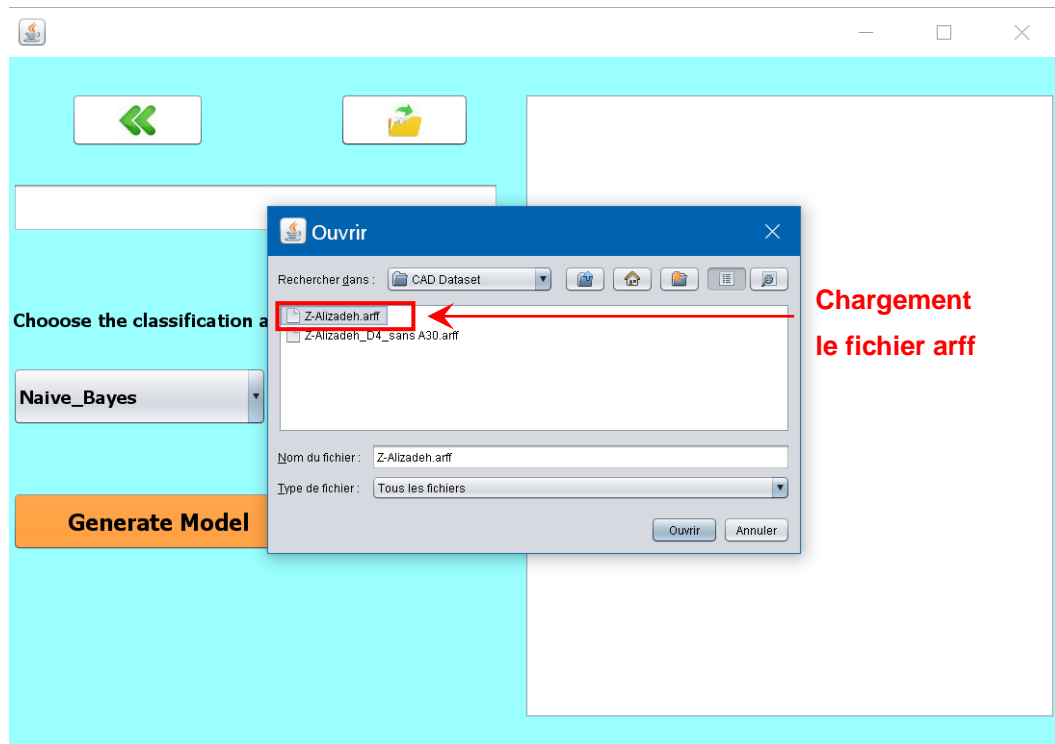 Ouvrir
Rechercher dans :
CAD Dataset
Z-Alizadeh.arff
Z-Alizadeh_D4_sans A30.arff
Chargement
le fichier arff
Chooose the classification a
Naive_Bayes
Nom du fichier :
Z-Alizadeh.arff
Type de fichier :
Tous les fichiers
Generate Model
Ouvrir
Annuler